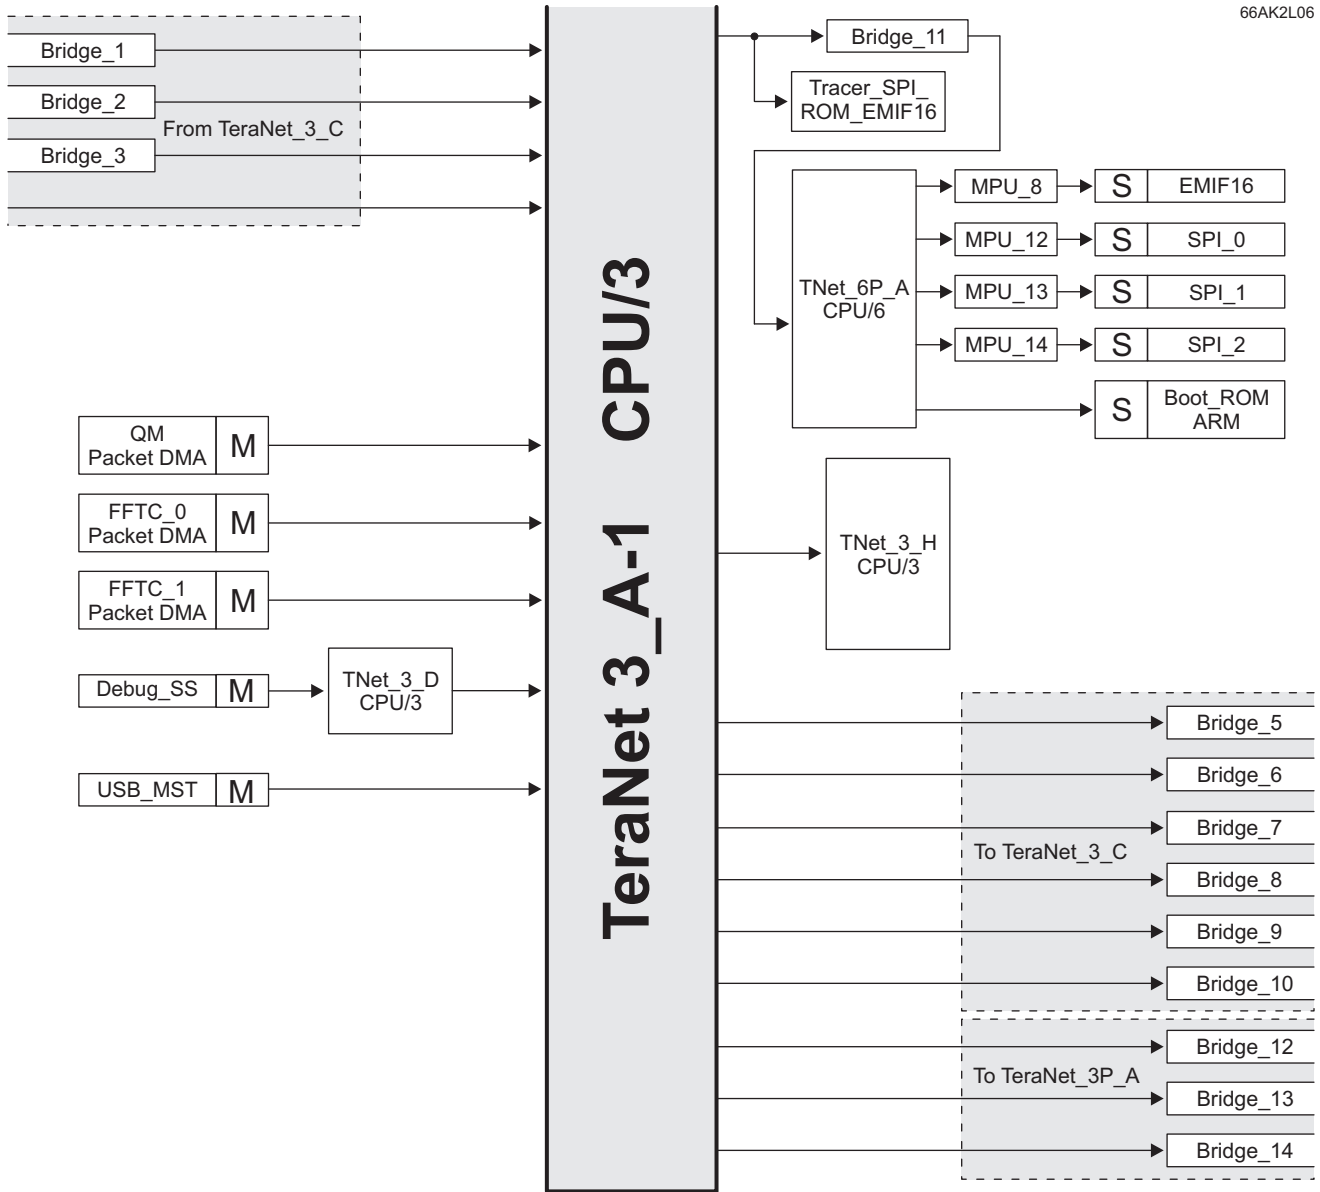 66AK2L06
Bridge_1
Bridge_2
From TeraNet_3_C
Bridge_3
QM
Packet DMA
M
FFTC_0
Packet DMA
M
FFTC_1
Packet DMA
M
Debug_SS
M
TNet_3_D
CPU/3
USB_MST
M
TeraNet 3_A-1 CPU/3
Bridge_11
Tracer_SPI_
ROM_EMIF16
TNet_6P_A
CPU/6
MPU_8
S
EMIF16
MPU_12
S
SPI_0
MPU_13
S
SPI_1
MPU_14
S
SPI_2
S
Boot_ROM
ARM
TNet_3_H
CPU/3
Bridge_5
Bridge_6
Bridge_7
To TeraNet_3_C
Bridge_8
Bridge_9
Bridge_10
Bridge_12
To TeraNet_3P_A
Bridge_13
Bridge_14